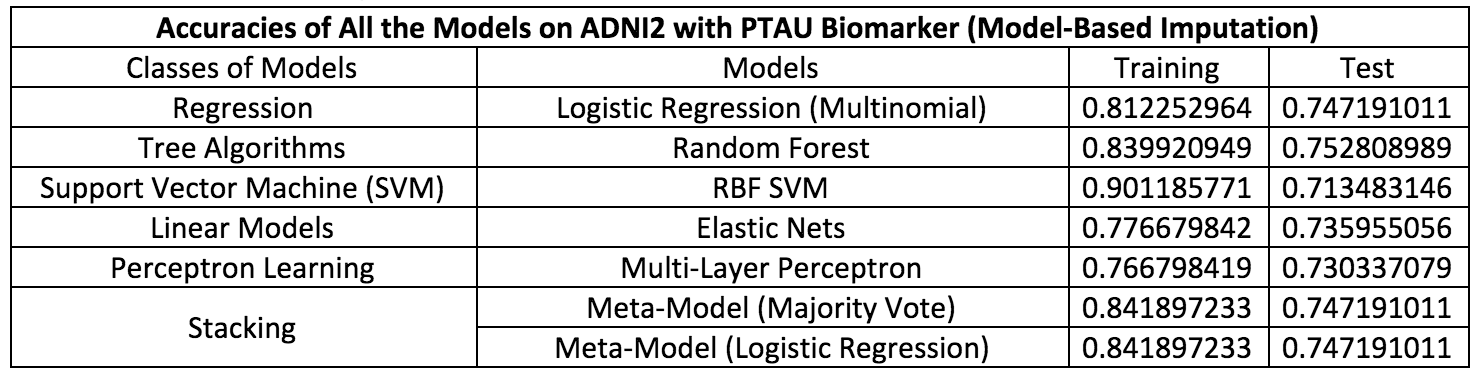 Accuracies of All the Models on ADNI2 with PTAU Biomarker (Model-Based Imputation)
Classes of Models Models Training Test
Regression Logistic Regression (Multinomial) 0.812252964 0.747191011
Tree Algorithms Random Forest 0.839920949 0.752808989
Support Vector Machine (SVM) RBF SVM 0.901185771 0.713483146
Linear Models Elastic Nets 0.776679842 0.735955056
Perceptron Learning Multi-Layer Perceptron 0.766798419 0.730337079
Stacking Meta-Model (Majority Vote) 0.841897233 0.747191011
Meta-Model (Logistic Regression) 0.841897233 0.747191011